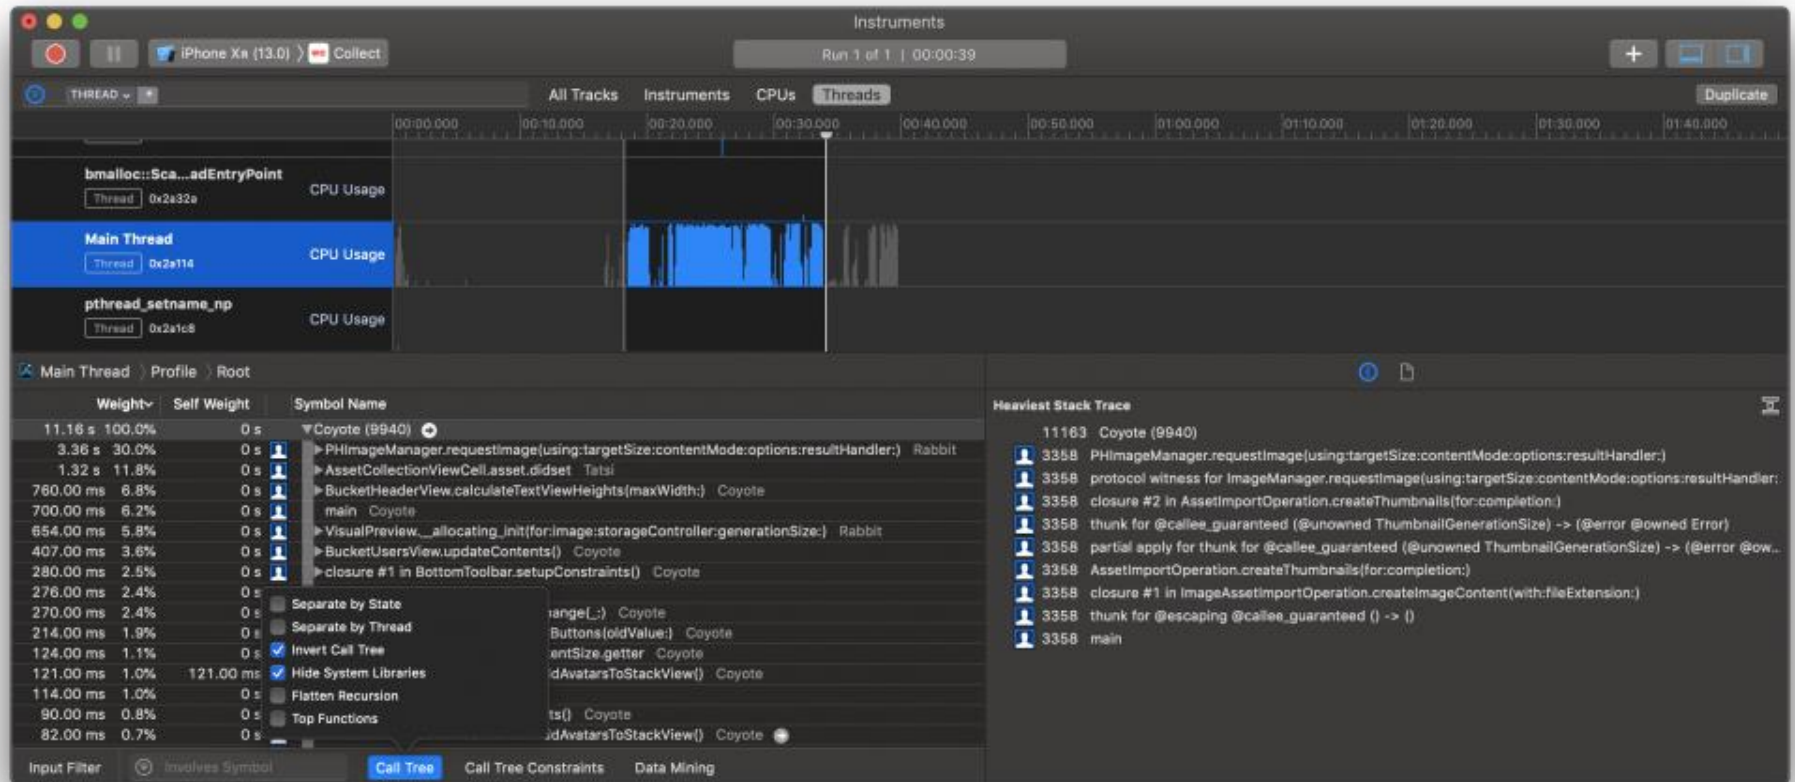 Instruments
iPhone Xʀ (13.0) 〉 Collect
Run 1 of 1 | 00:00:39
+
THREAD
All Tracks Instruments CPUs Threads
Duplicate
00:00.000 00:10.000 00:20.000 00:30.000 00:40.000 00:50.000 01:00.000 01:10.000 01:20.000 01:30.000 01:40.000
bmalloc::Sca...adEntryPoint
CPU Usage
Thread 0x2a32a
Main Thread
CPU Usage
Thread 0x2a114
pthread_setname_np
CPU Usage
Thread 0x2a1c8
Main Thread 〉 Profile 〉 Root
Weight Self Weight Symbol Name
11.16 s 100.0% 0 s Coyote (9940)
3.36 s 30.0% 0 s PHImageManager.requestImage(using:targetSize:contentMode:options:resultHandler:) Rabbit
1.32 s 11.8% 0 s AssetCollectionViewCell.asset.didset Tatsi
760.00 ms 6.8% 0 s BucketHeaderView.calculateTextViewHeights(maxWidth:) Coyote
700.00 ms 6.2% 0 s main Coyote
654.00 ms 5.8% 0 s VisualPreview.__allocating_init(for:image:storageController:generationSize:) Rabbit
407.00 ms 3.6% 0 s BucketUsersView.updateContents() Coyote
280.00 ms 2.5% 0 s closure #1 in BottomToolbar.setupConstraints() Coyote
276.00 ms 2.4% 0 s
270.00 ms 2.4% 0 s ange(_:) Coyote
214.00 ms 1.9% 0 s Buttons(oldValue:) Coyote
124.00 ms 1.1% 0 s entSize.getter Coyote
121.00 ms 1.0% 121.00 ms dAvatarsToStackView() Coyote
114.00 ms 1.0% 0 s
90.00 ms 0.8% 0 s ts() Coyote
82.00 ms 0.7% 0 s dAvatarsToStackView() Coyote
Separate by State
Separate by Thread
Invert Call Tree
Hide System Libraries
Flatten Recursion
Top Functions
Input Filter Involves Symbol Call Tree Call Tree Constraints Data Mining
Heaviest Stack Trace
11163 Coyote (9940)
3358 PHImageManager.requestImage(using:targetSize:contentMode:options:resultHandler:)
3358 protocol witness for ImageManager.requestImage(using:targetSize:contentMode:options:resultHandler:
3358 closure #2 in AssetImportOperation.createThumbnails(for:completion:)
3358 thunk for @callee_guaranteed (@unowned ThumbnailGenerationSize) -> (@error @owned Error)
3358 partial apply for thunk for @callee_guaranteed (@unowned ThumbnailGenerationSize) -> (@error @ow...
3358 AssetImportOperation.createThumbnails(for:completion:)
3358 closure #1 in ImageAssetImportOperation.createImageContent(with:fileExtension:)
3358 thunk for @escaping @callee_guaranteed () -> ()
3358 main